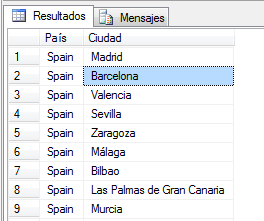 Resultados Mensajes
País Ciudad
1 Spain Madrid
2 Spain Barcelona
3 Spain Valencia
4 Spain Sevilla
5 Spain Zaragoza
6 Spain Málaga
7 Spain Bilbao
8 Spain Las Palmas de Gran Canaria
9 Spain Murcia